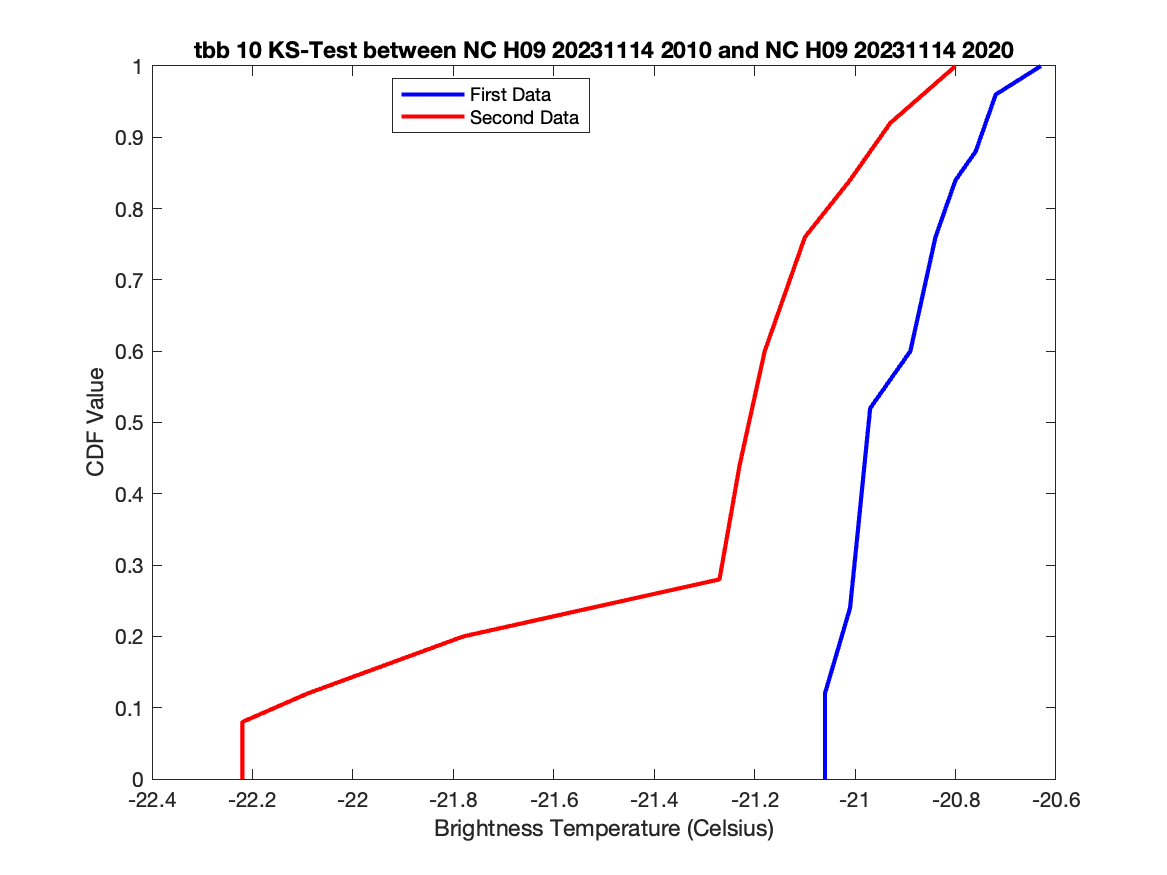 tbb 10 KS-Test between NC H09 20231114 2010 and NC H09 20231114 2020
First Data
Second Data
1
0.9
0.8
0.7
0.6
0.5
0.4
0.3
0.2
0.1
0
CDF Value
-22.4 -22.2 -22 -21.8 -21.6 -21.4 -21.2 -21 -20.8 -20.6
Brightness Temperature (Celsius)